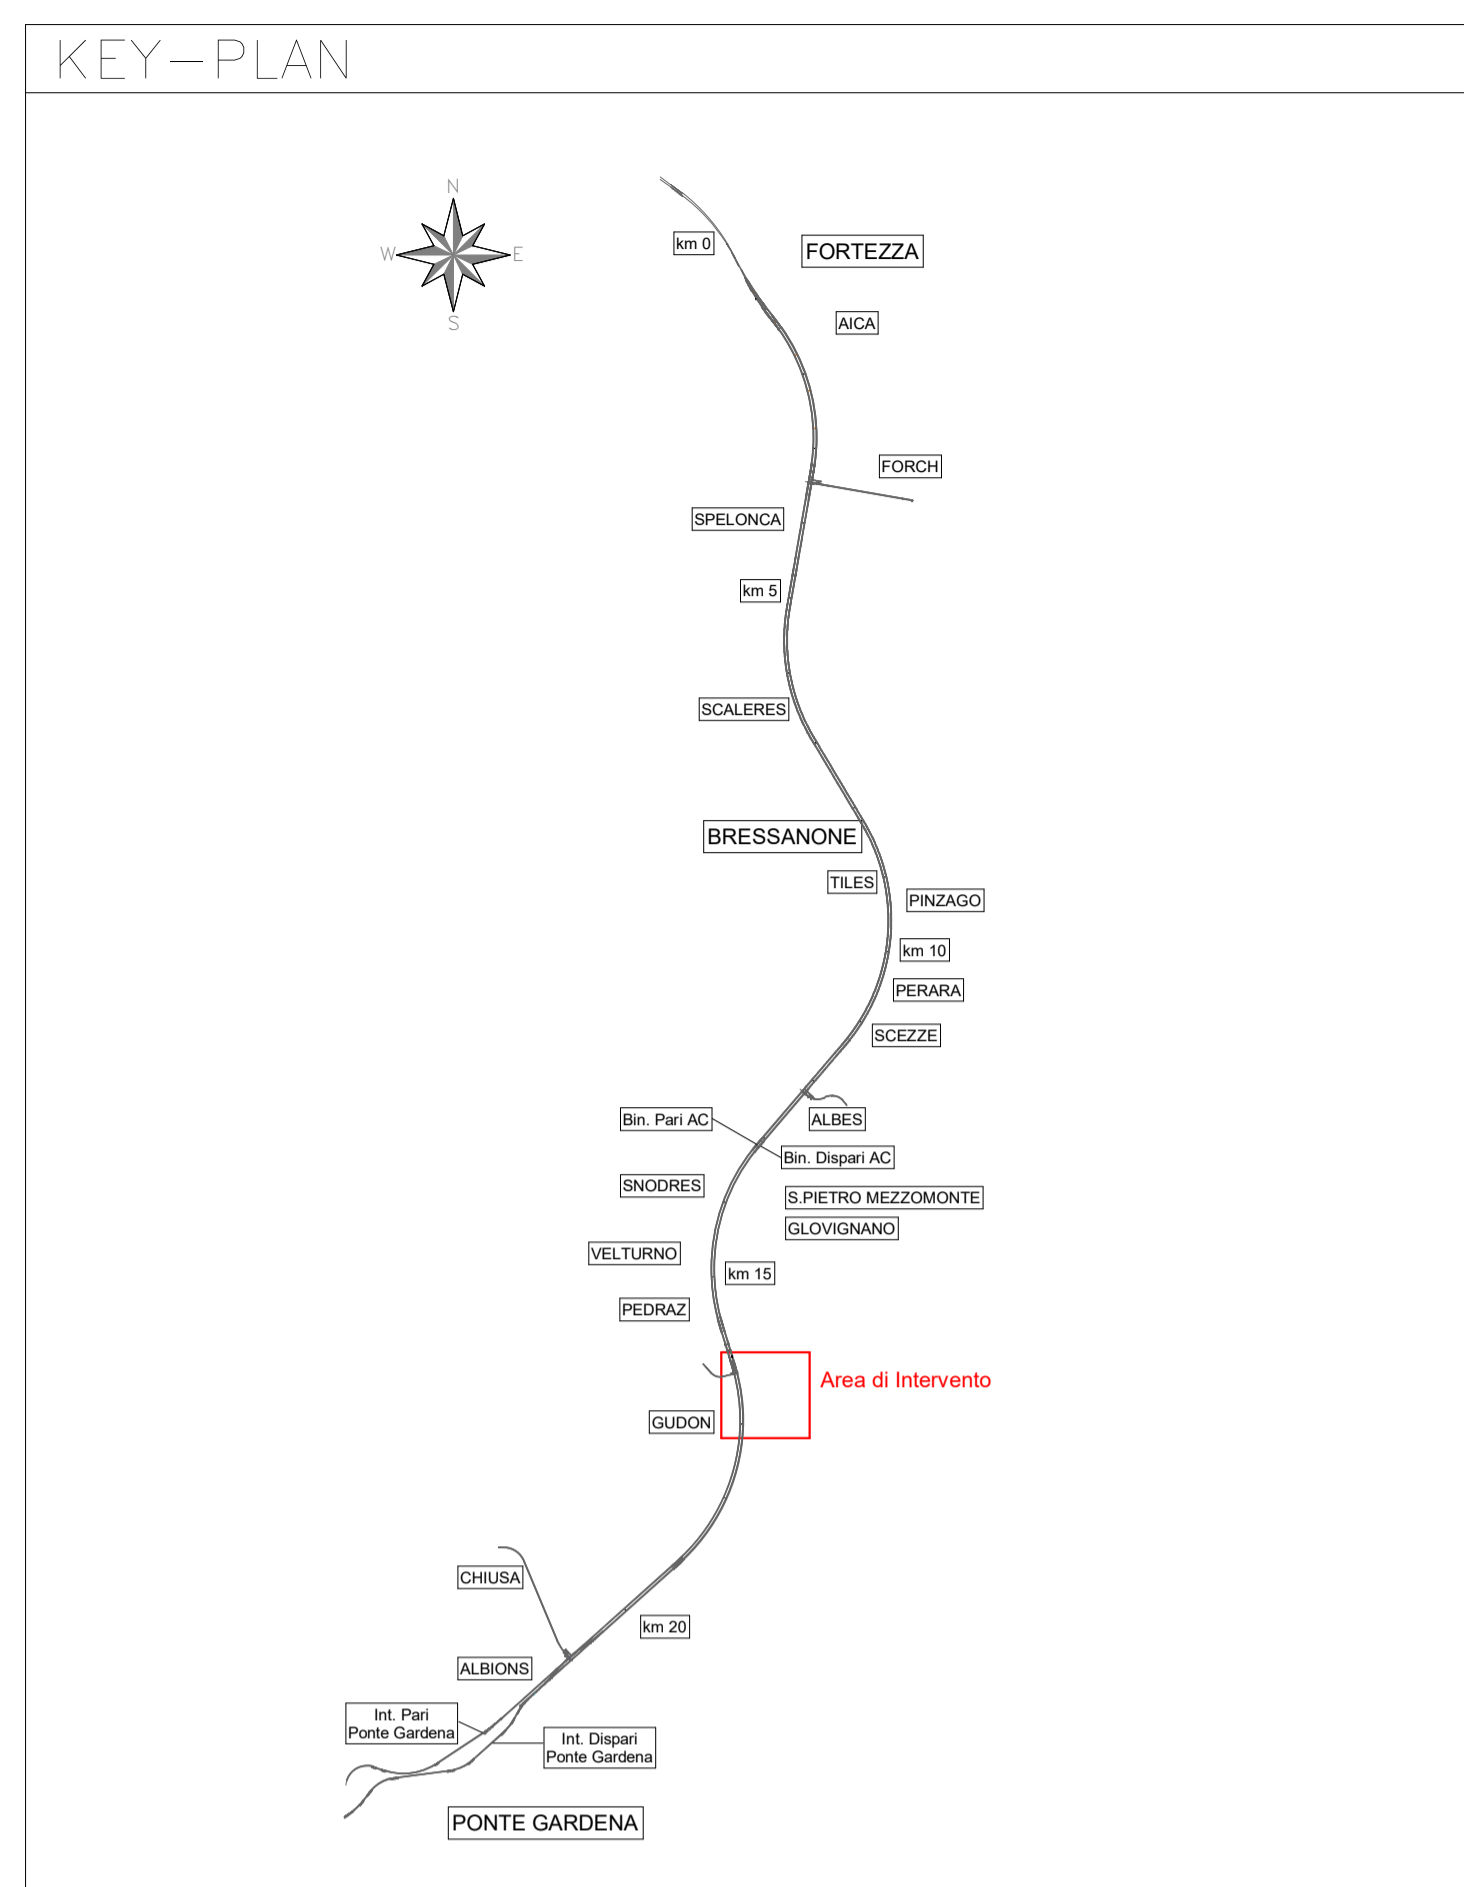 KEY-PLAN
N
W
E
S
km 0
FORTEZZA
AICA
FORCH
SPELONCA
km 5
SCALERES
BRESSANONE
TILES
PINZAGO
km 10
PERARA
SCEZZE
Bin. Pari AC
ALBES
Bin. Dispari AC
SNODRES
S.PIETRO MEZZOMONTE
GLOVIGNANO
VELTURNO
km 15
PEDRAZ
Area di Intervento
GUDON
CHIUSA
km 20
ALBIONS
Int. Pari
Ponte Gardena
Int. Dispari
Ponte Gardena
PONTE GARDENA